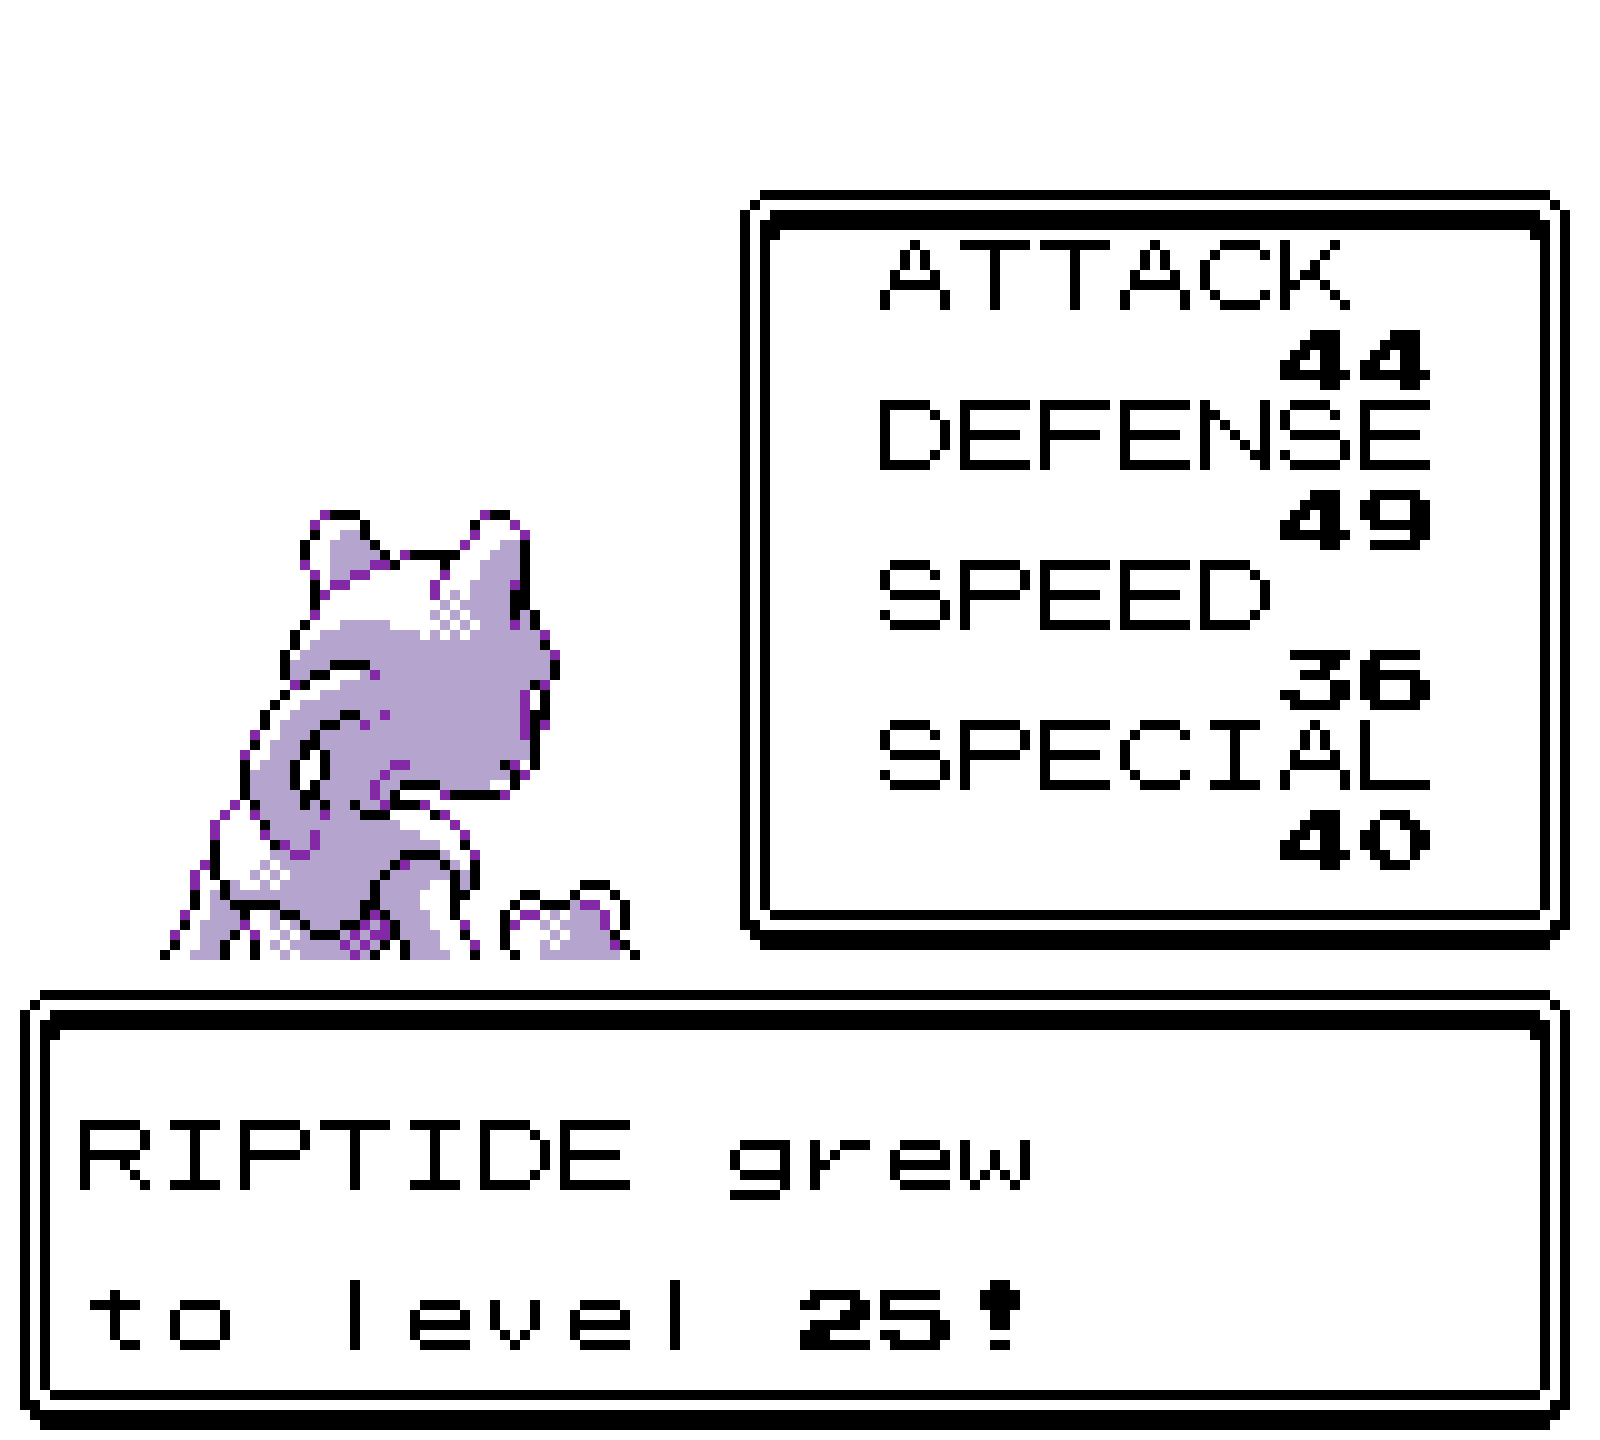 ATTACK
44
DEFENSE
49
SPEED
36
SPECIAL
40
RIPTIDE grew
to level 25!